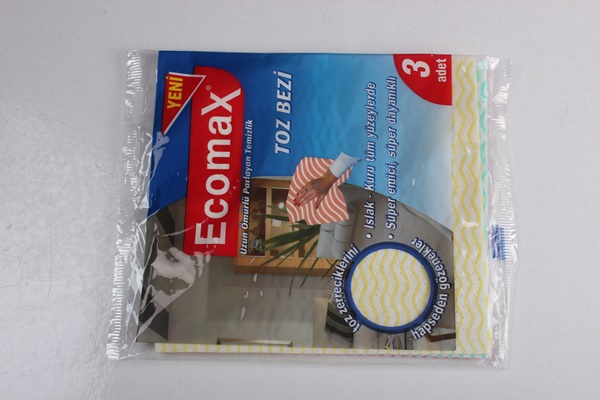 YENİ
Ecomax
Uzun Ömürlü Parlayan Temizlik
TOZ BEZİ
3
adet
• Islak - Kuru tüm yüzeylerde
• Süper emici, süper dayanıklı
toz zerreciklerini
hapseden gözenekler